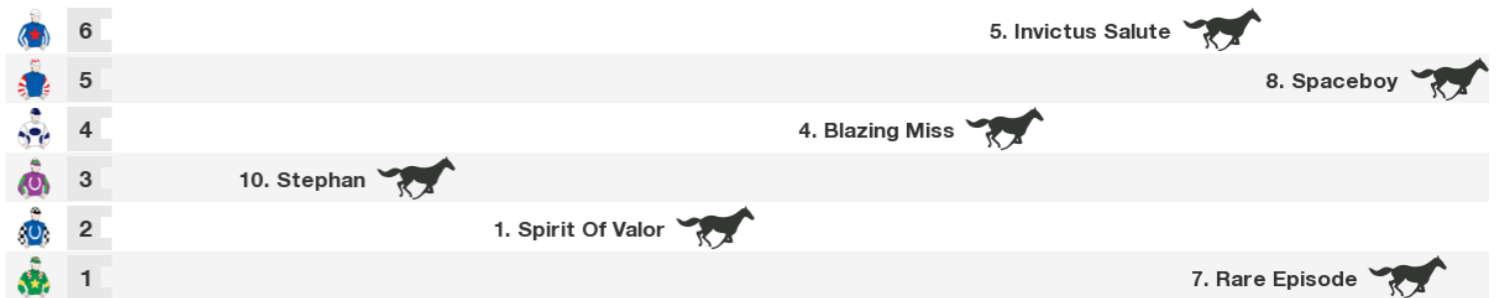 6 5. Invictus Salute
5 8. Spaceboy
4 4. Blazing Miss
3 10. Stephan
2 1. Spirit Of Valor
1 7. Rare Episode